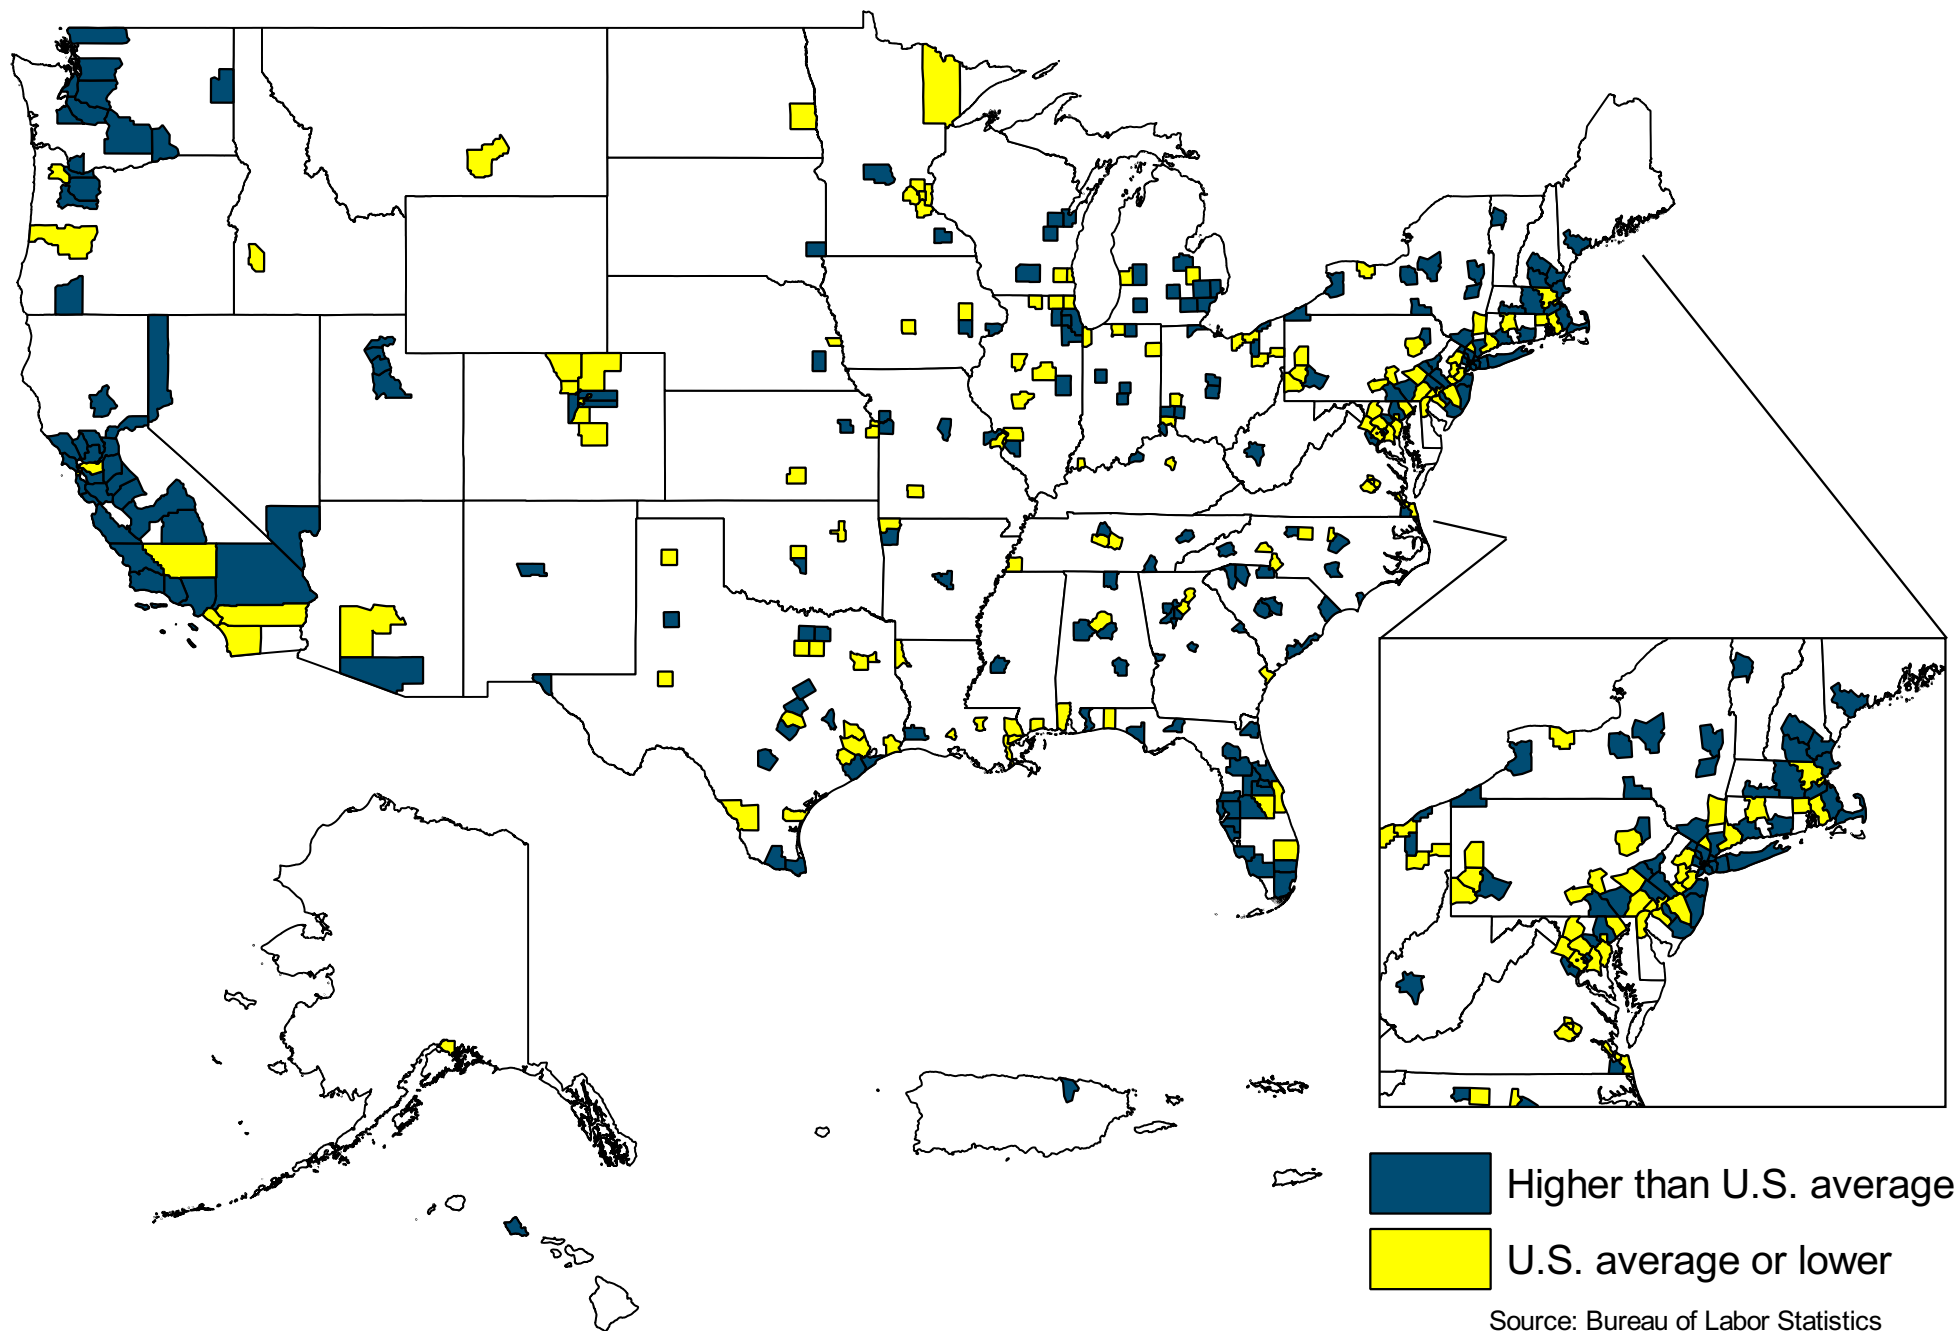 Higher than U.S. average
U.S. average or lower
Source: Bureau of Labor Statistics